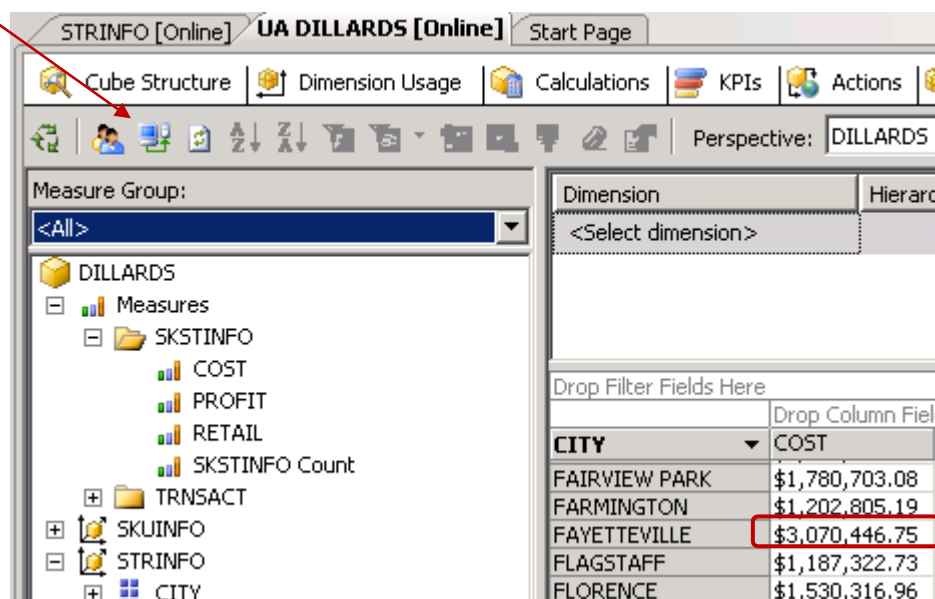 STRINFO [Online] UA DILLARDS [Online] Start Page
Cube Structure Dimension Usage Calculations KPIs Actions
Perspective: DILLARDS
Measure Group:
<All>
DILLARDS
Measures
SKSTINFO
COST
PROFIT
RETAIL
SKSTINFO Count
TRNSACT
SKUINFO
STRINFO
CITY
Dimension Hierarc
<Select dimension>
Drop Filter Fields Here
Drop Column Fiel
CITY COST
FAIRVIEW PARK $1,780,703.08
FARMINGTON $1,202,805.19
FAYETTEVILLE $3,070,446.75
FLAGSTAFF $1,187,322.73
FLORENCE $1,530,316.96